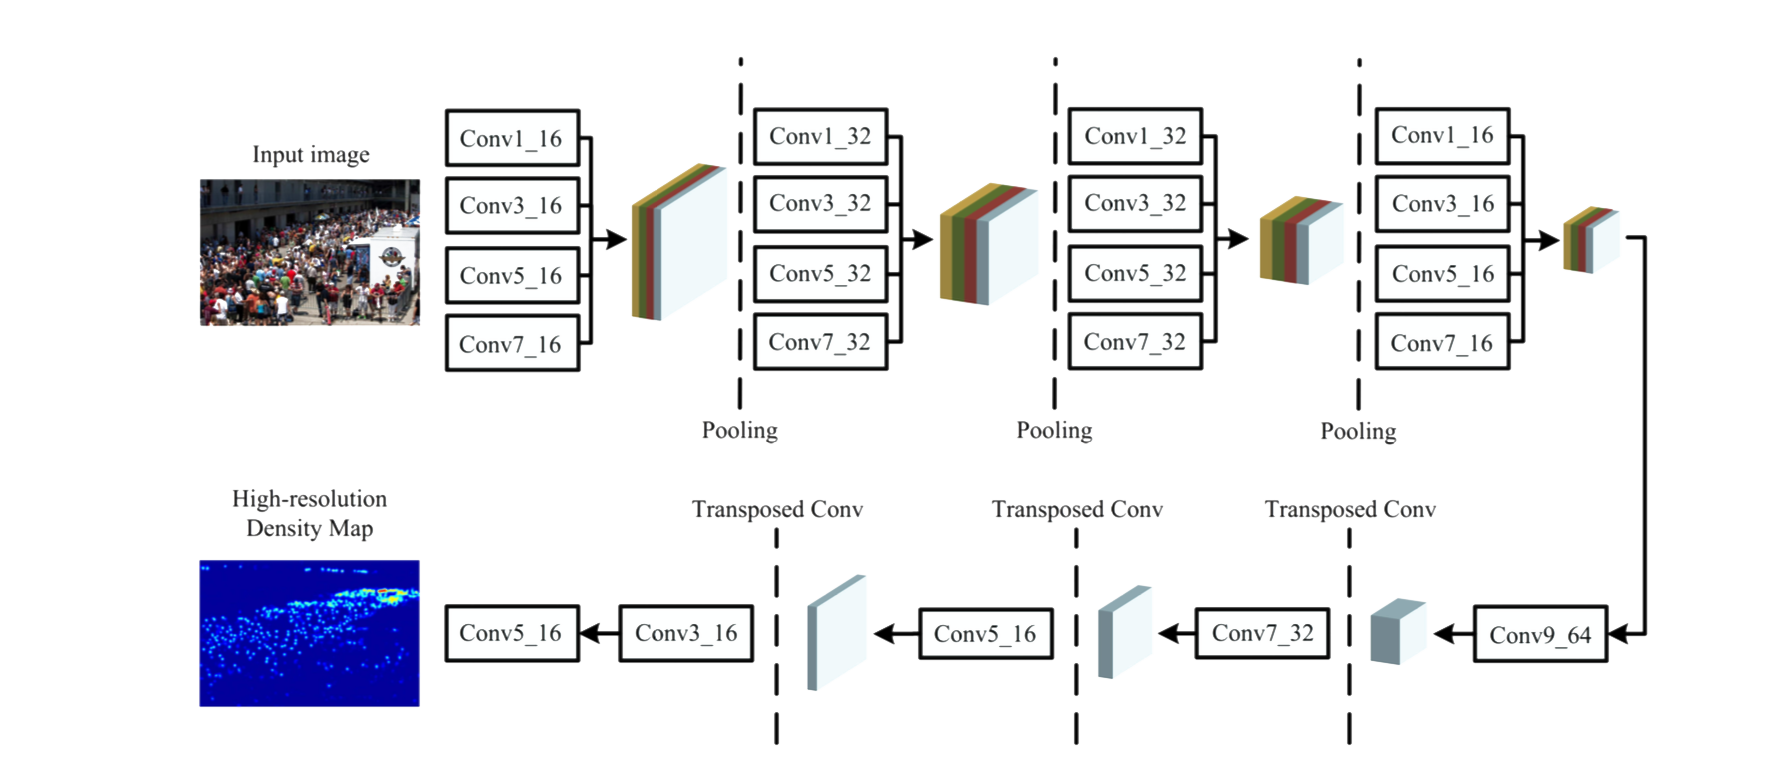 Input image
Conv1_16
Conv3_16
Conv5_16
Conv7_16
Conv1_32
Conv3_32
Conv5_32
Conv7_32
Conv1_32
Conv3_32
Conv5_32
Conv7_32
Conv1_16
Conv3_16
Conv5_16
Conv7_16
Pooling
Pooling
Pooling
High-resolution
Density Map
Transposed Conv
Transposed Conv
Transposed Conv
Conv5_16
Conv3_16
Conv5_16
Conv7_32
Conv9_64